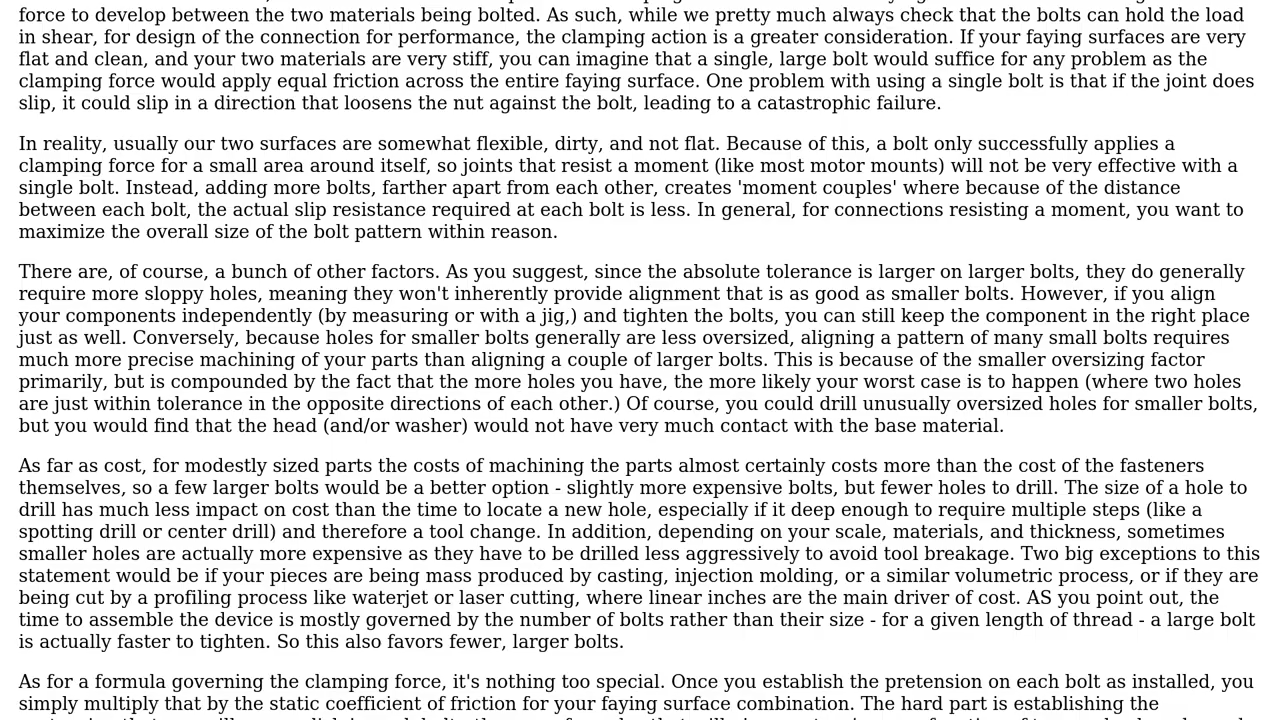 force to develop between the two materials being bolted. As such, while we pretty much always check that the bolts can hold the load
in shear, for design of the connection for performance, the clamping action is a greater consideration. If your faying surfaces are very
flat and clean, and your two materials are very stiff, you can imagine that a single, large bolt would suffice for any problem as the
clamping force would apply equal friction across the entire faying surface. One problem with using a single bolt is that if the joint does
slip, it could slip in a direction that loosens the nut against the bolt, leading to a catastrophic failure.
In reality, usually our two surfaces are somewhat flexible, dirty, and not flat. Because of this, a bolt only successfully applies a
clamping force for a small area around itself, so joints that resist a moment (like most motor mounts) will not be very effective with a
single bolt. Instead, adding more bolts, farther apart from each other, creates 'moment couples' where because of the distance
between each bolt, the actual slip resistance required at each bolt is less. In general, for connections resisting a moment, you want to
maximize the overall size of the bolt pattern within reason.
There are, of course, a bunch of other factors. As you suggest, since the absolute tolerance is larger on larger bolts, they do generally
require more sloppy holes, meaning they won't inherently provide alignment that is as good as smaller bolts. However, if you align
your components independently (by measuring or with a jig,) and tighten the bolts, you can still keep the component in the right place
just as well. Conversely, because holes for smaller bolts generally are less oversized, aligning a pattern of many small bolts requires
much more precise machining of your parts than aligning a couple of larger bolts. This is because of the smaller oversizing factor
primarily, but is compounded by the fact that the more holes you have, the more likely your worst case is to happen (where two holes
are just within tolerance in the opposite directions of each other.) Of course, you could drill unusually oversized holes for smaller bolts,
but you would find that the head (and/or washer) would not have very much contact with the base material.
As far as cost, for modestly sized parts the costs of machining the parts almost certainly costs more than the cost of the fasteners
themselves, so a few larger bolts would be a better option - slightly more expensive bolts, but fewer holes to drill. The size of a hole to
drill has much less impact on cost than the time to locate a new hole, especially if it deep enough to require multiple steps (like a
spotting drill or center drill) and therefore a tool change. In addition, depending on your scale, materials, and thickness, sometimes
smaller holes are actually more expensive as they have to be drilled less aggressively to avoid tool breakage. Two big exceptions to this
statement would be if your pieces are being mass produced by casting, injection molding, or a similar volumetric process, or if they are
being cut by a profiling process like waterjet or laser cutting, where linear inches are the main driver of cost. AS you point out, the
time to assemble the device is mostly governed by the number of bolts rather than their size - for a given length of thread - a large bolt
is actually faster to tighten. So this also favors fewer, larger bolts.
As for a formula governing the clamping force, it's nothing too special. Once you establish the pretension on each bolt as installed, you
simply multiply that by the static coefficient of friction for your faying surface combination. The hard part is establishing the